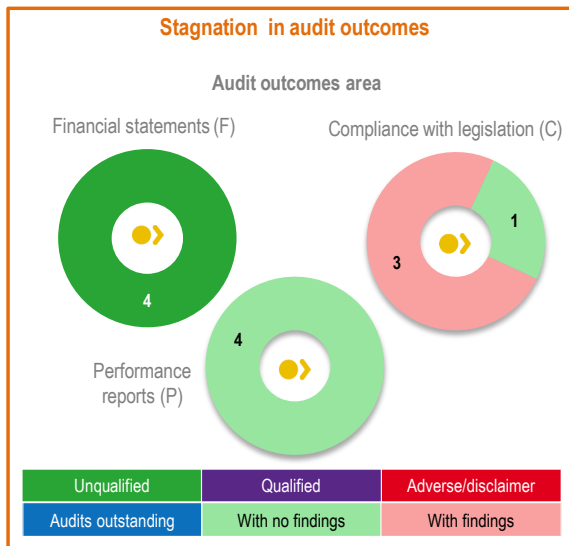 Stagnation in audit outcomes
Audit outcomes area
Financial statements (F)
Compliance with legislation (C)
4
1
3
4
Performance
reports (P)
Unqualified
Qualified
Adverse/disclaimer
Audits outstanding
With no findings
With findings